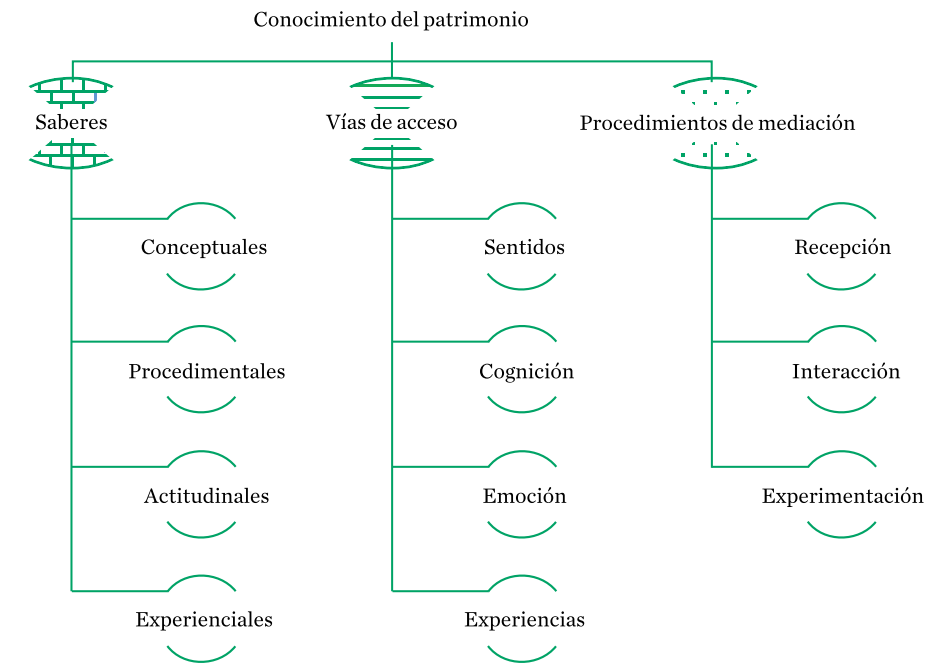 Conocimiento del patrimonio
Saberes
Vías de acceso
Procedimientos de mediación
Conceptuales
Sentidos
Recepción
Procedimentales
Cognición
Interacción
Actitudinales
Emoción
Experimentación
Experienciales
Experiencias